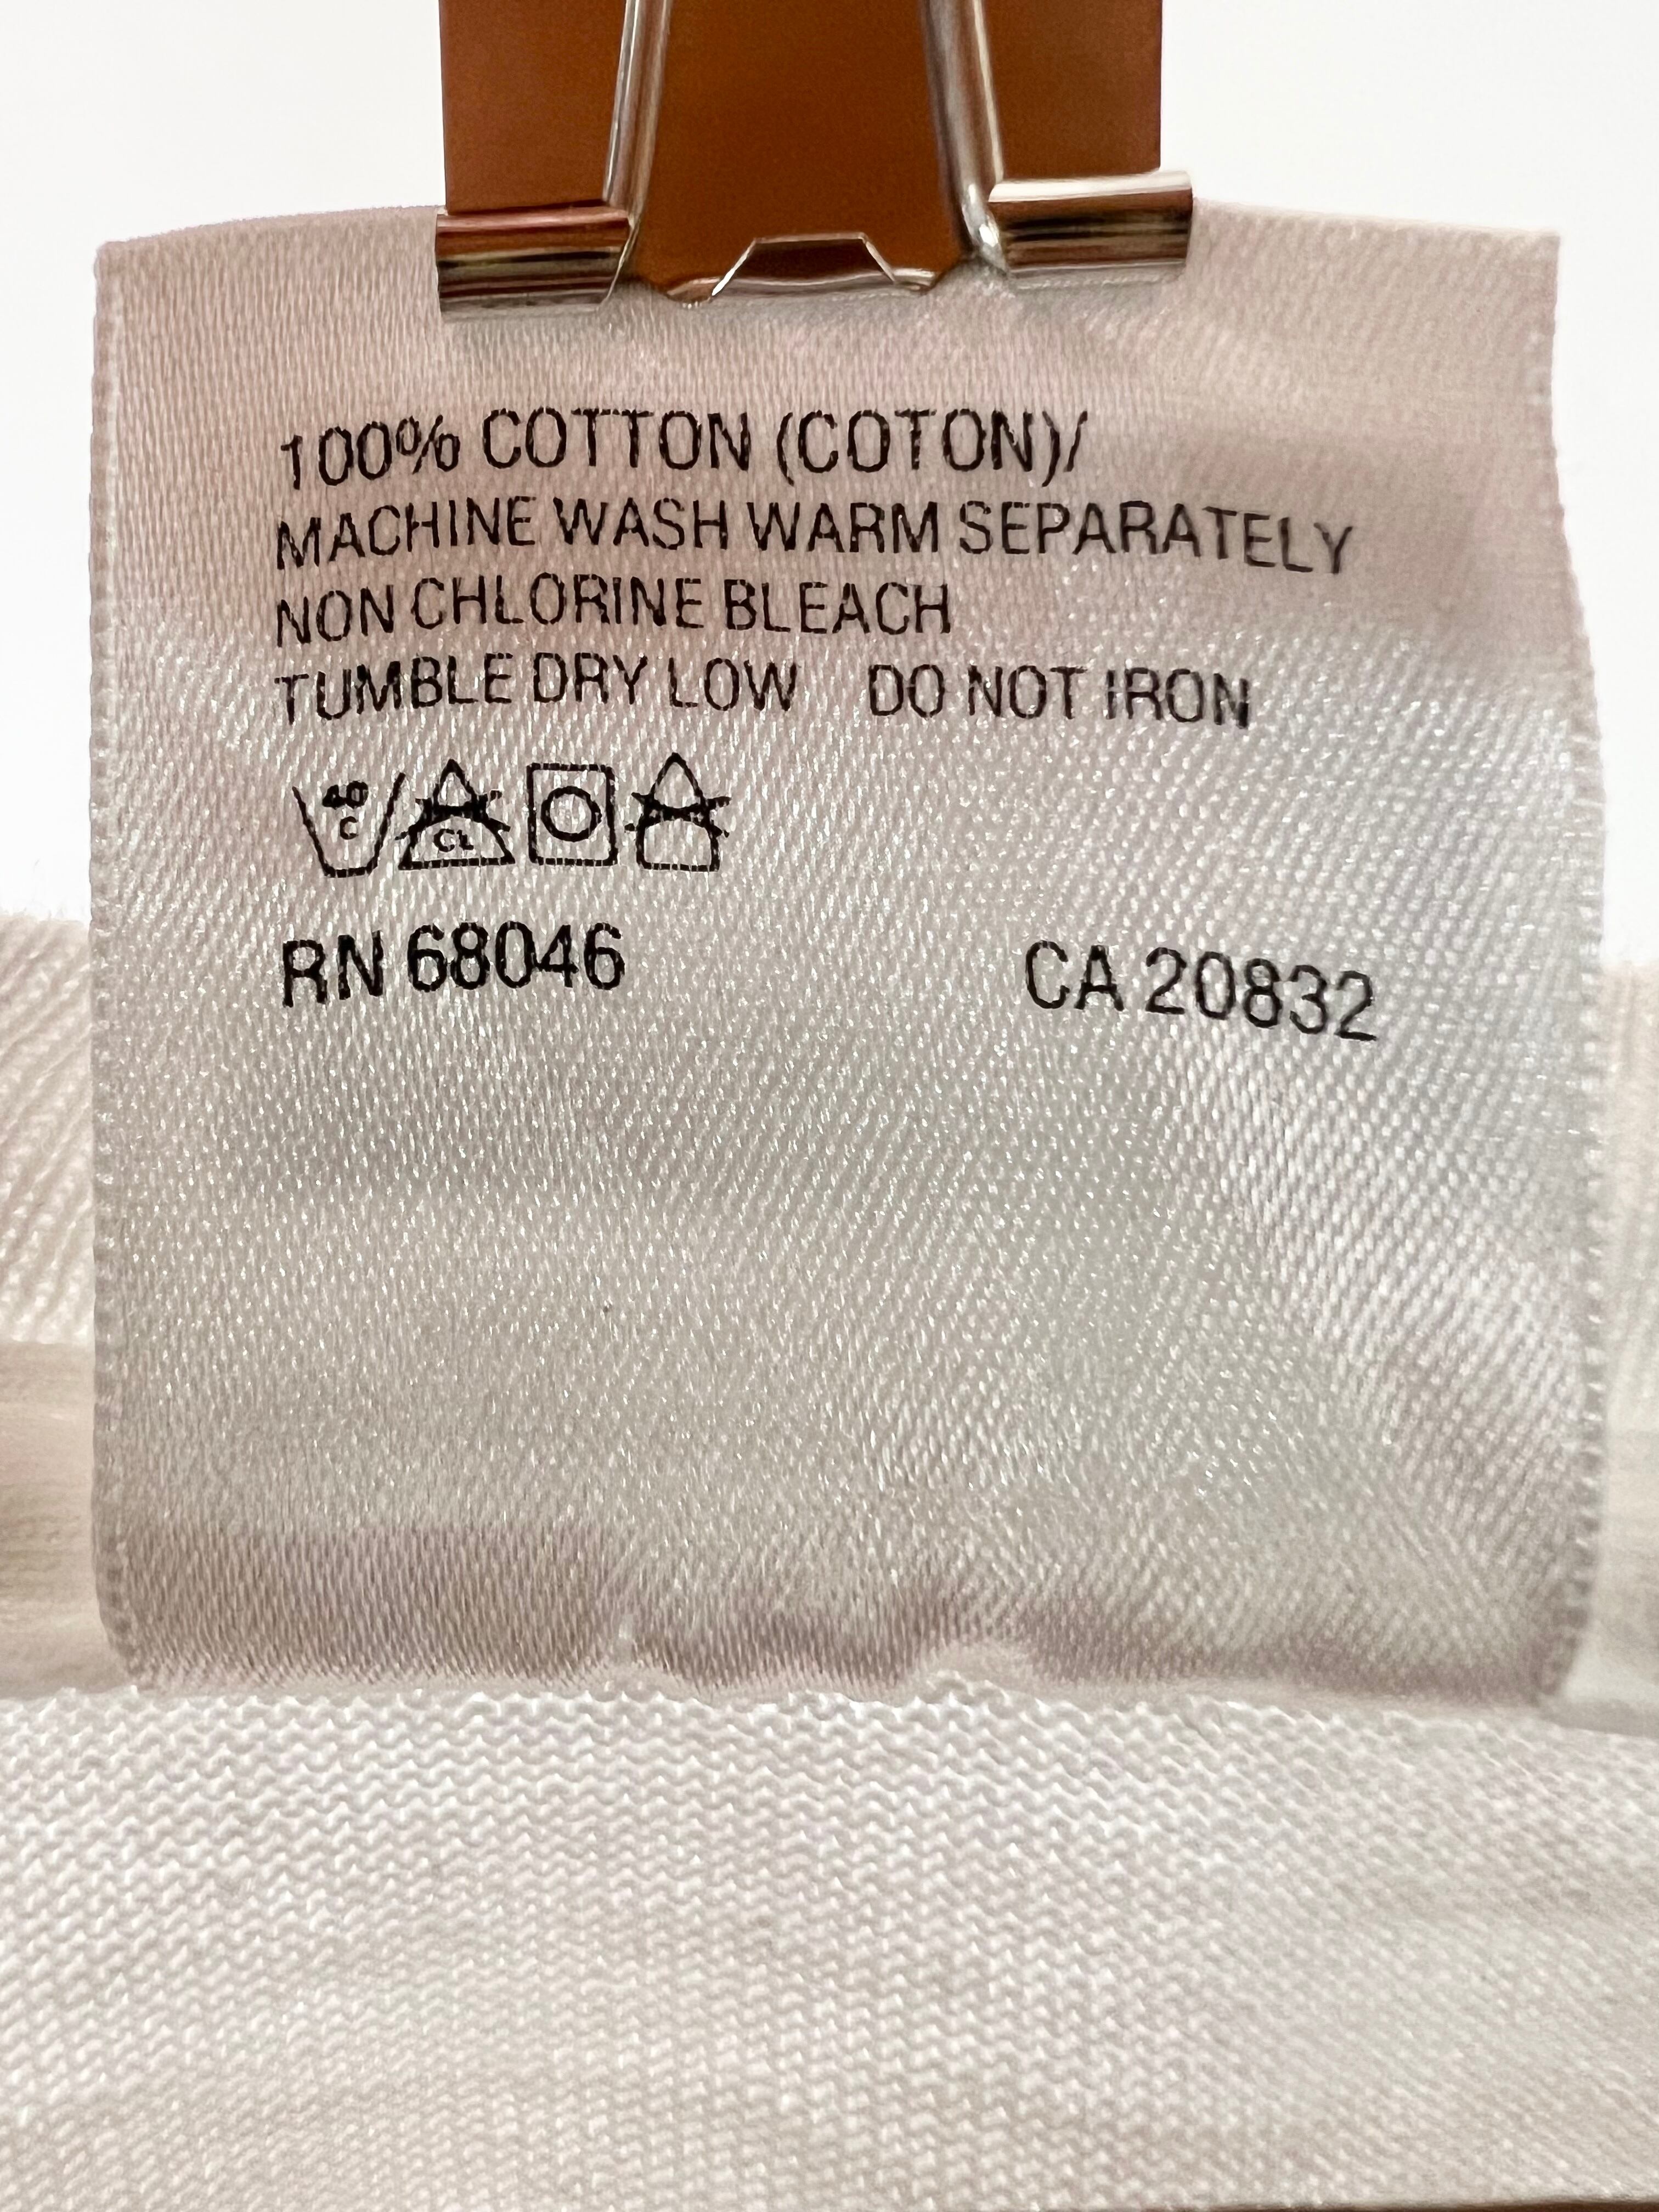 100% COTTON (COTON)/
MACHINE WASH WARM SEPARATELY
NON CHLORINE BLEACH
TUMBLE DRY LOW DO NOT IRON
40
C CL
RN 68046 CA 20832